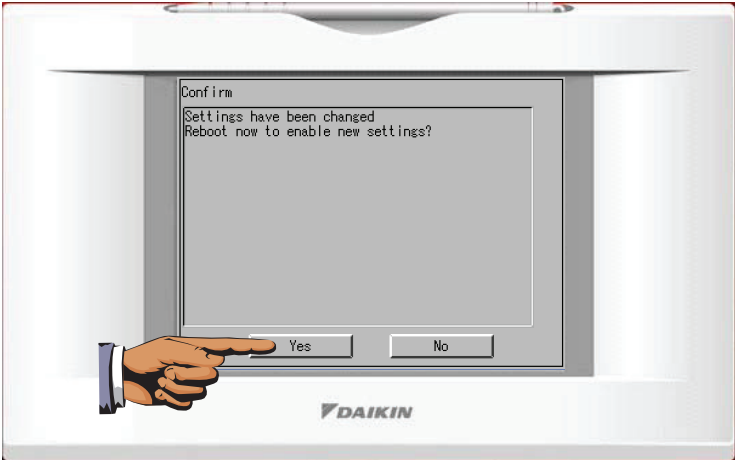 Confirm
Settings have been changed
Reboot now to enable new settings?
Yes
No
DAIKIN